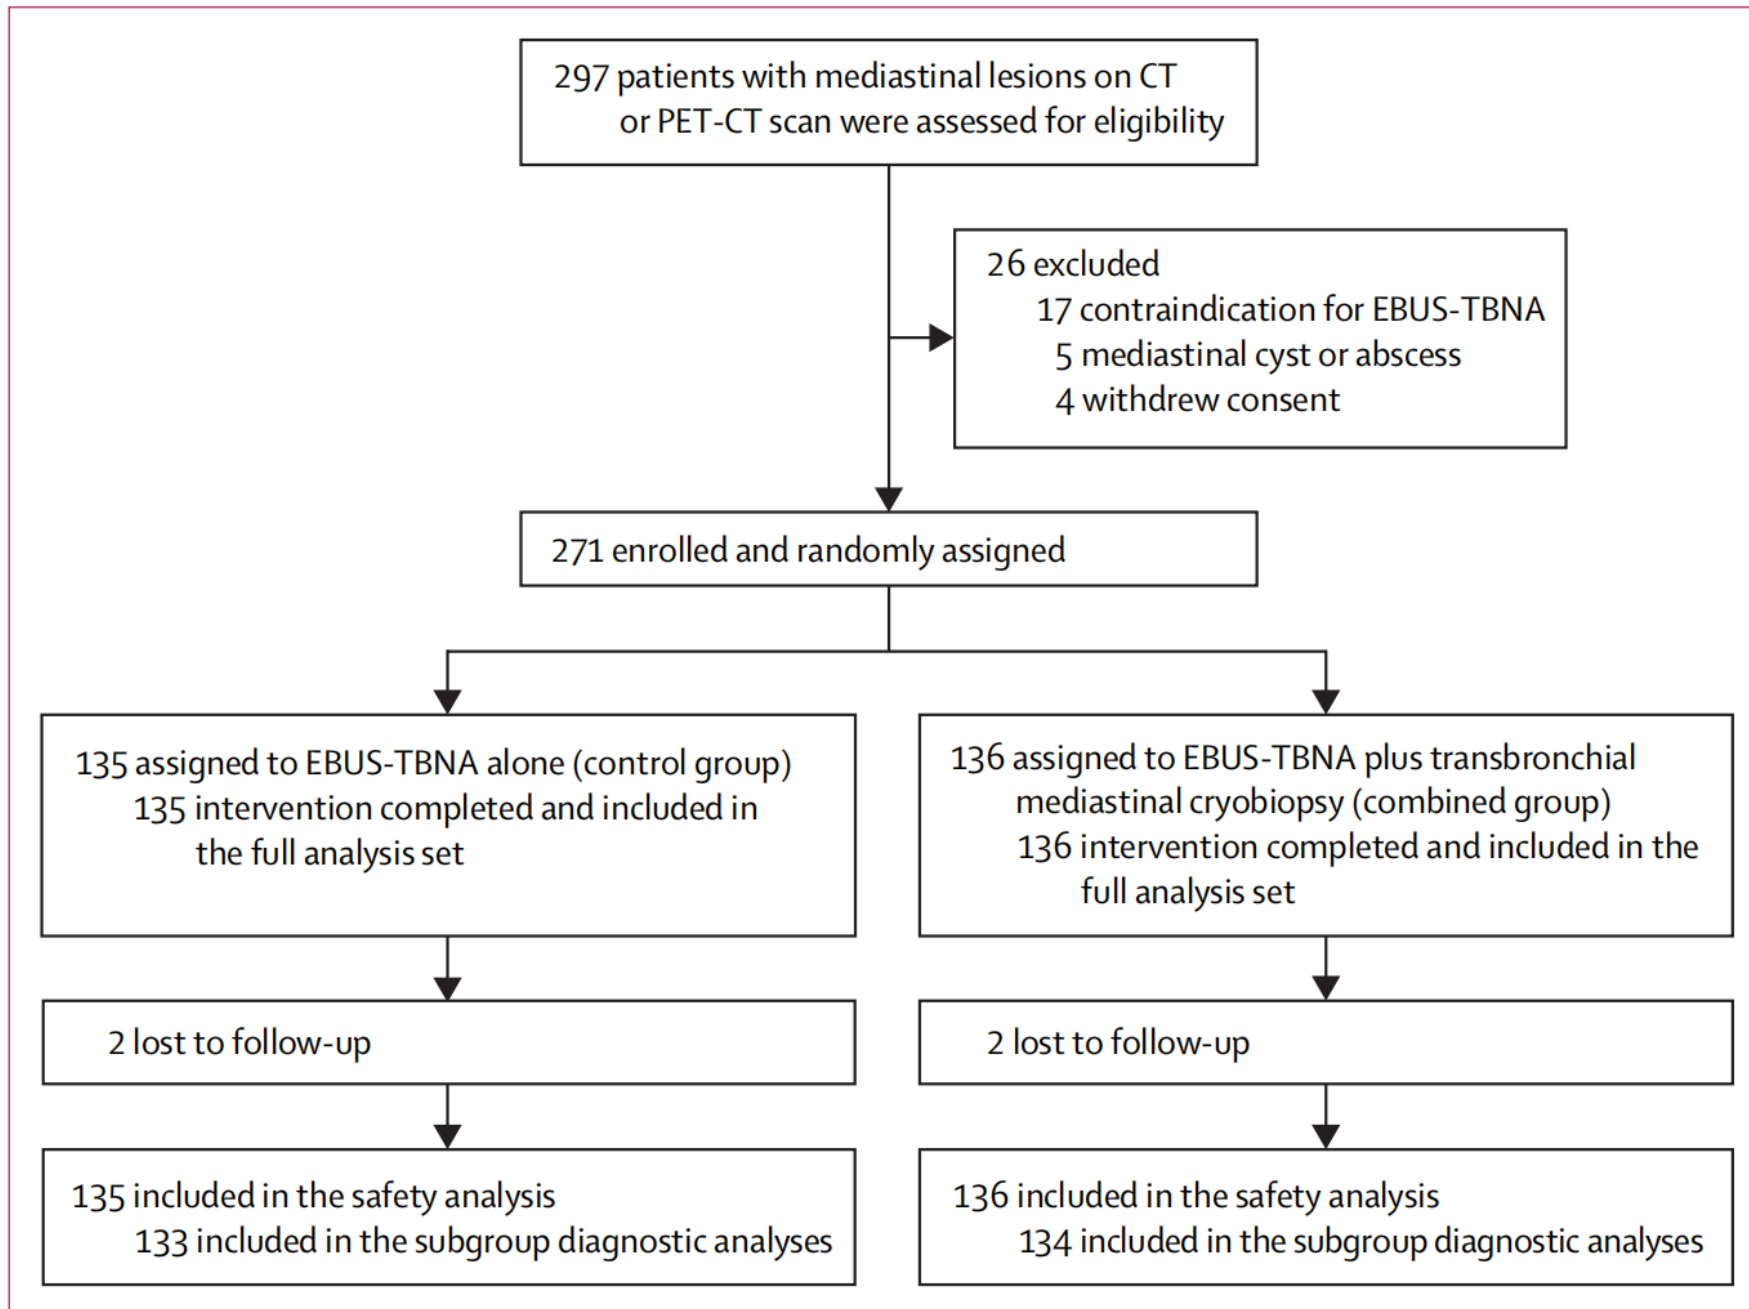 297 patients with mediastinal lesions on CT
or PET-CT scan were assessed for eligibility
26 excluded
17 contraindication for EBUS-TBNA
5 mediastinal cyst or abscess
4 withdrew consent
271 enrolled and randomly assigned
135 assigned to EBUS-TBNA alone (control group)
135 intervention completed and included in
the full analysis set
136 assigned to EBUS-TBNA plus transbronchial
mediastinal cryobiopsy (combined group)
136 intervention completed and included in the
full analysis set
2 lost to follow-up
2 lost to follow-up
135 included in the safety analysis
133 included in the subgroup diagnostic analyses
136 included in the safety analysis
134 included in the subgroup diagnostic analyses